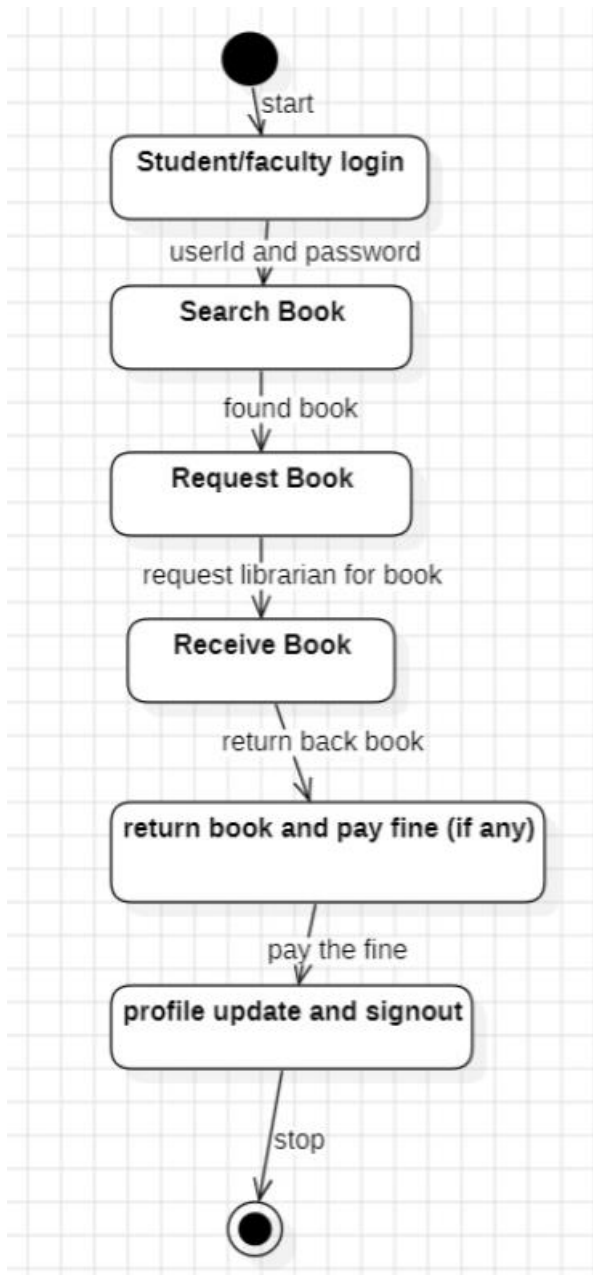 start
Student/faculty login
userId and password
Search Book
found book
Request Book
request librarian for book
Receive Book
return back book
return book and pay fine (if any)
pay the fine
profile update and signout
stop